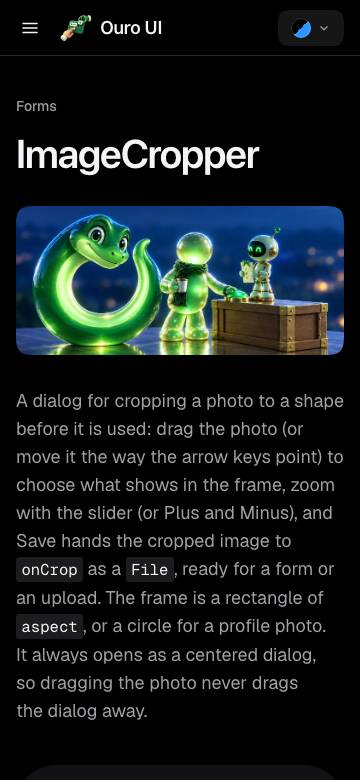 Ouro UI
Forms
ImageCropper
A dialog for cropping a photo to a shape
before it is used: drag the photo (or
move it the way the arrow keys point) to
choose what shows in the frame, zoom
with the slider (or Plus and Minus), and
Save hands the cropped image to
onCrop as a File, ready for a form or
an upload. The frame is a rectangle of
aspect, or a circle for a profile photo.
It always opens as a centered dialog,
so dragging the photo never drags
the dialog away.